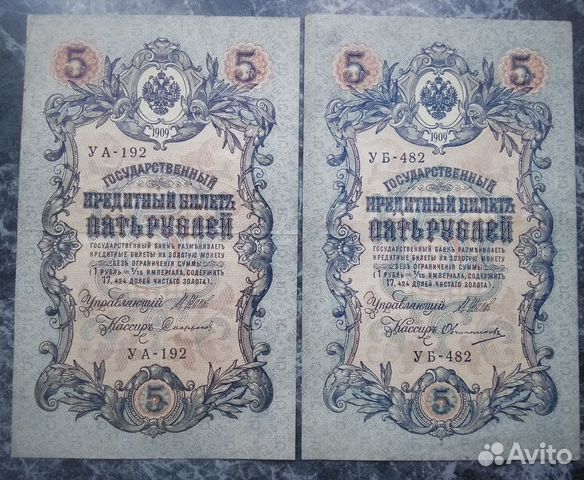 5 5
1909
УА-192
ГОСУДАРСТВЕННЫЙ
КРЕДИТНЫЙ БИЛЕТЪ
ПЯТЬ РУБЛЕЙ
ГОСУДАРСТВЕННЫЙ БАНКЪ РАЗМѢНИВАЕТЪ
КРЕДИТНЫЕ БИЛЕТЫ НА ЗОЛОТУЮ МОНЕТУ
БЕЗЪ ОГРАНИЧЕНІЯ СУММЫ
(1 РУБЛЬ = 1/15 ИМПЕРІАЛА, СОДЕРЖИТЪ
17,424 ДОЛЕЙ ЧИСТАГО ЗОЛОТА).
Управляющій
Кассиръ
УА-192
5
5 5
1909
УБ-482
ГОСУДАРСТВЕННЫЙ
КРЕДИТНЫЙ БИЛЕТЪ
ПЯТЬ РУБЛЕЙ
ГОСУДАРСТВЕННЫЙ БАНКЪ РАЗМѢНИВАЕТЪ
КРЕДИТНЫЕ БИЛЕТЫ НА ЗОЛОТУЮ МОНЕТУ
БЕЗЪ ОГРАНИЧЕНІЯ СУММЫ
(1 РУБЛЬ = 1/15 ИМПЕРІАЛА, СОДЕРЖИТЪ
17,424 ДОЛЕЙ ЧИСТАГО ЗОЛОТА).
Управляющій
Кассиръ Овчинниковъ
УБ-482
5
Avito